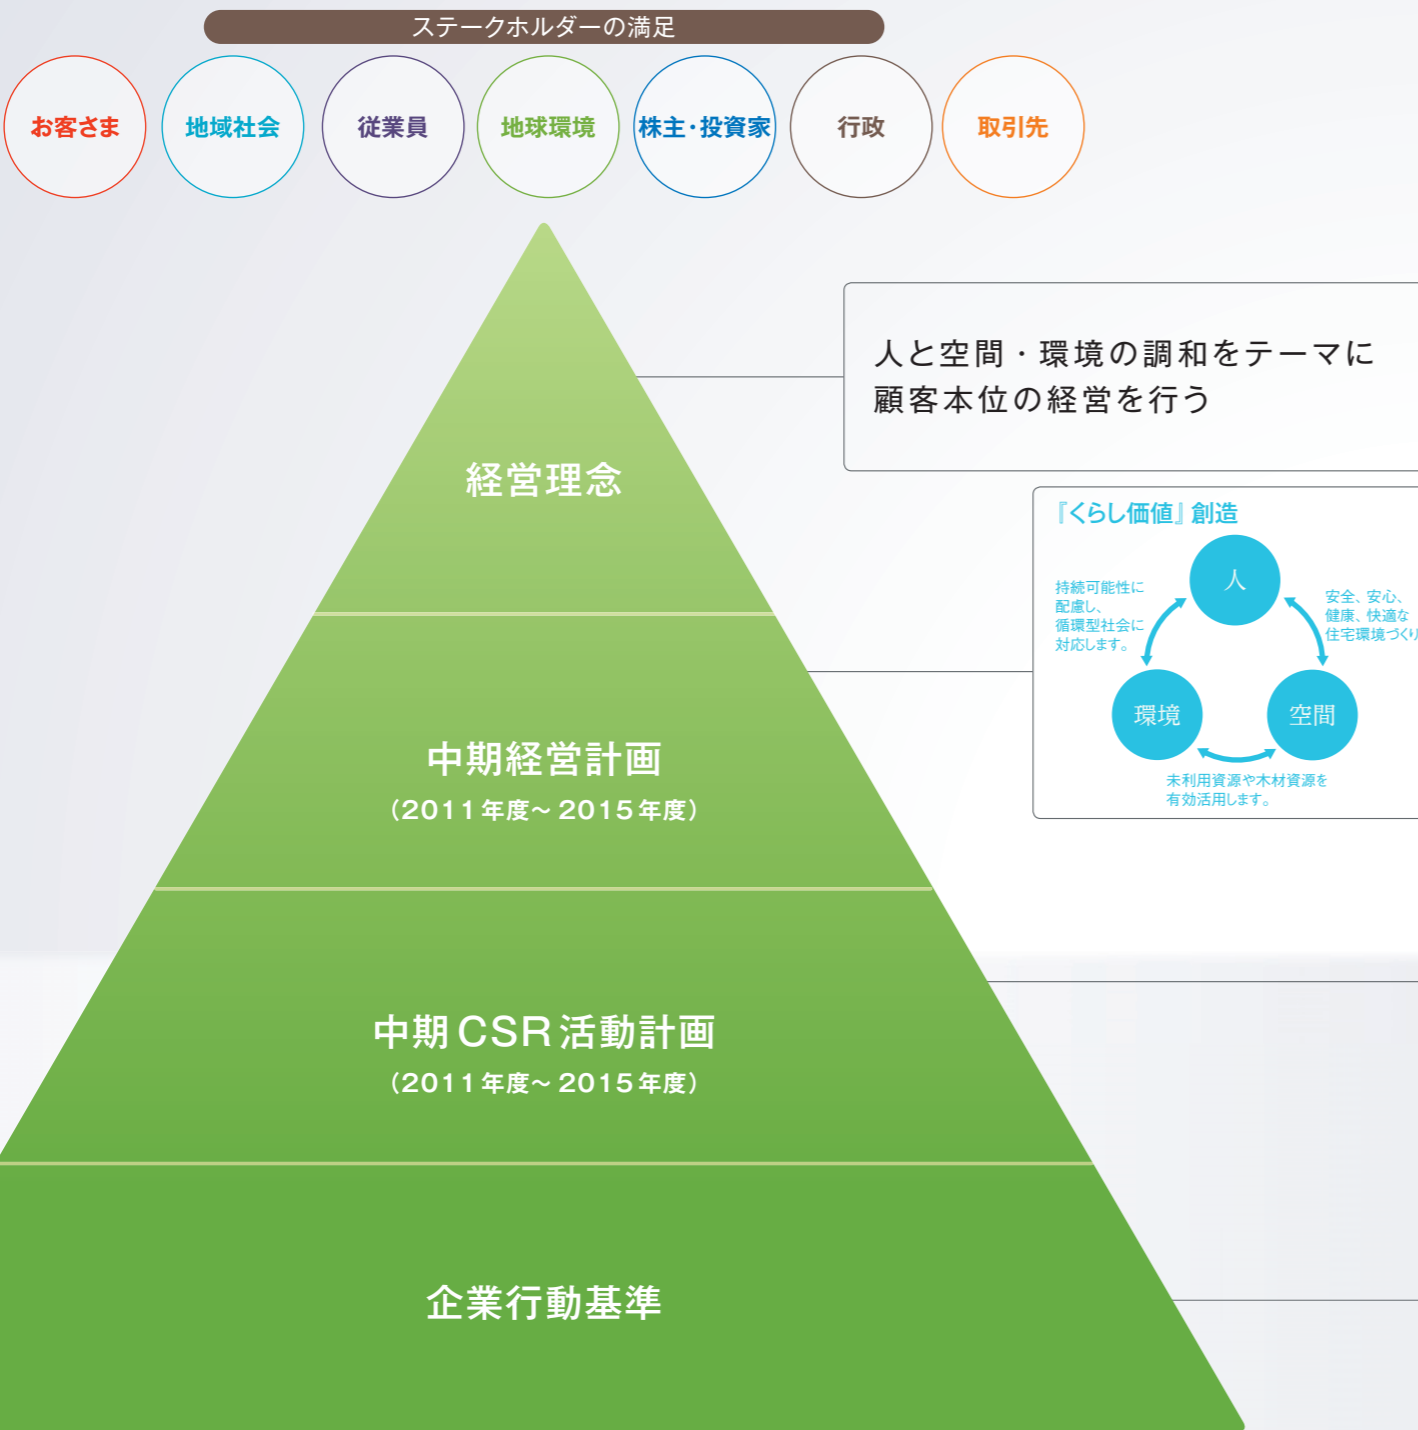 ステークホルダーの満足
お客さま
地域社会
従業員
地球環境
株主・投資家
行政
取引先
人と空間・環境の調和をテーマに
顧客本位の経営を行う
経営理念
『くらし価値』創造
人
持続可能性に
配慮し、
循環型社会に
対応します。
安全、安心、
健康、快適な
住宅環境づくり
環境
空間
未利用資源や木材資源を
有効活用します。
中期経営計画
（2011年度～2015年度）
中期CSR活動計画
（2011年度～2015年度）
企業行動基準